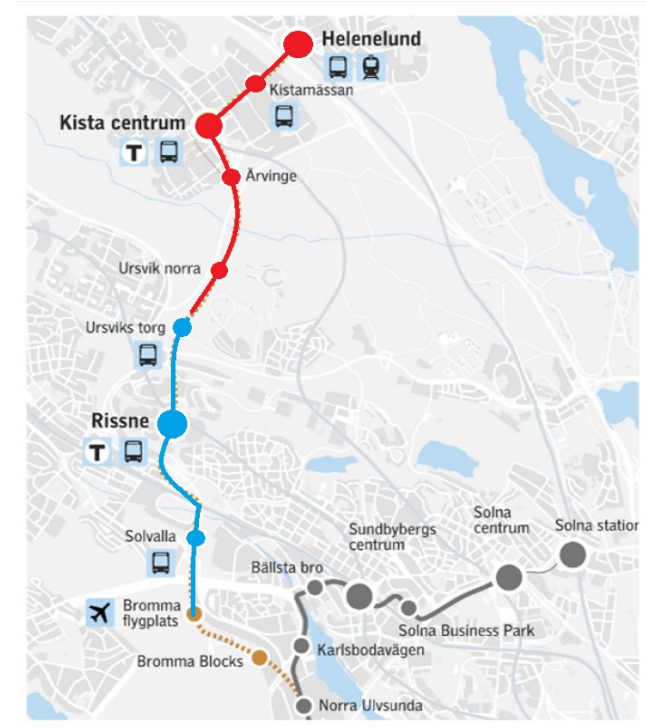 Helenelund
Kistamässan
Kista centrum
T
Ärvinge
Ursvik norra
Ursviks torg
Rissne
T
Solvalla
Bromma
flygplats
Bromma Blocks
Bällsta bro
Sundbybergs
centrum
Solna
centrum
Solna station
Solna Business Park
Karlsbodavägen
Norra Ulvsunda